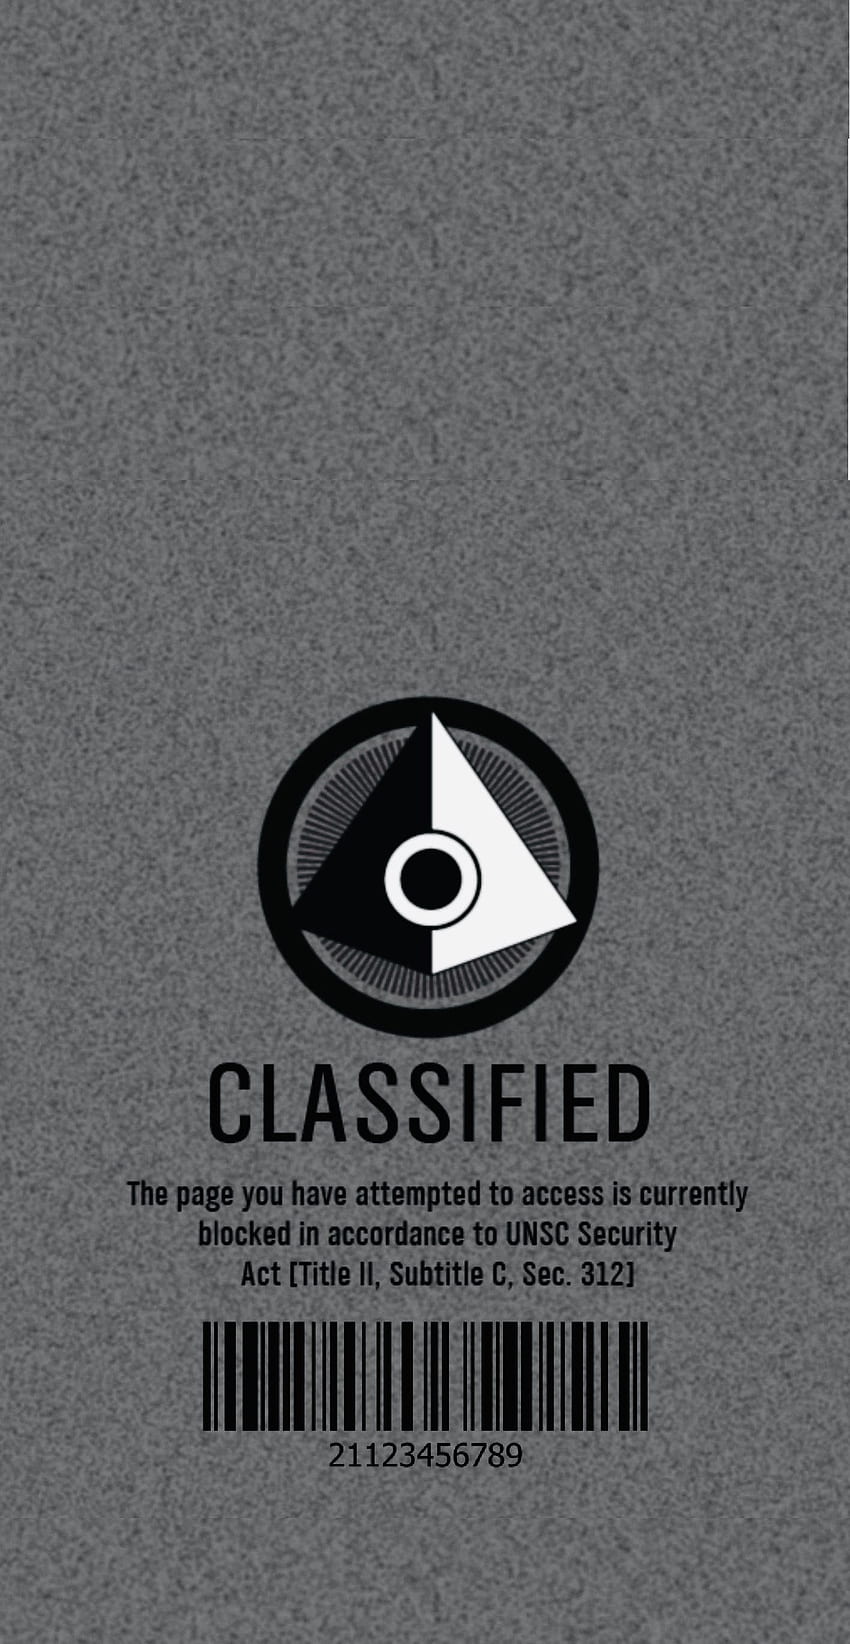 CLASSIFIED
The page you have attempted to access is currently
blocked in accordance to UNSC Security
Act [Title II, Subtitle C, Sec. 312]
21123456789